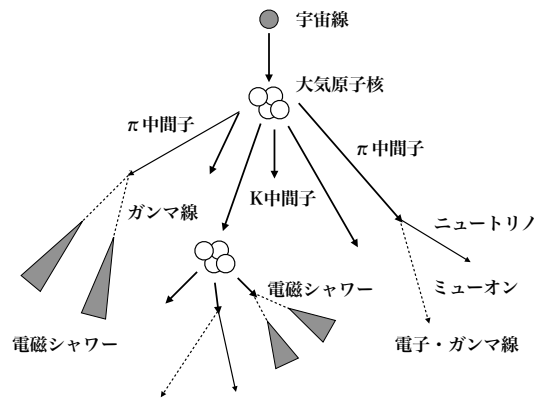 宇宙線
大気原子核
π中間子
π中間子
K中間子
ガンマ線
ニュートリノ
電磁シャワー
ミューオン
電磁シャワー
電子・ガンマ線